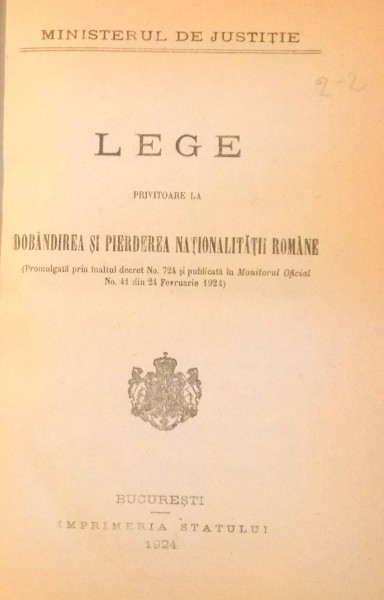 MINISTERUL DE JUSTIȚIE
2-2
LEGE
PRIVITOARE LA
DOBÂNDIREA ȘI PIERDEREA NAȚIONALITĂȚII ROMÂNE
(Promulgată prin înaltul decret No. 724 și publicată în Monitorul Oficial
No. 41 din 24 Fevruarie 1924)
BUCUREȘTI
IMPRIMERIA STATULUI
1924